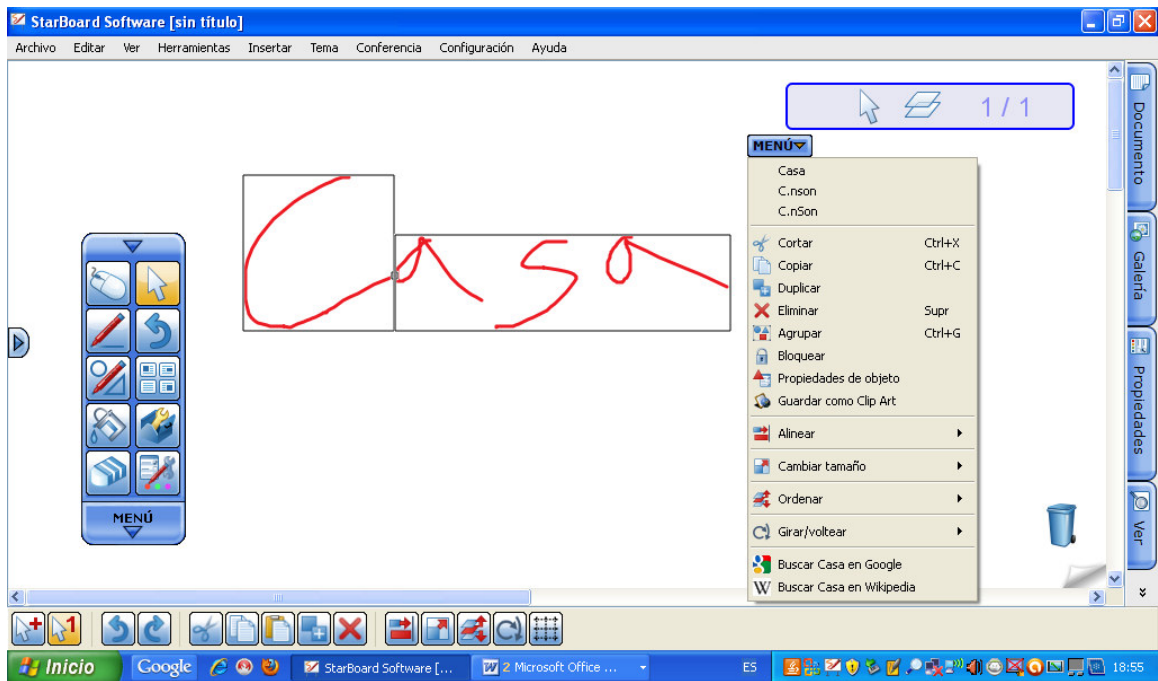 StarBoard Software [sin título]
Archivo Editar Ver Herramientas Insertar Tema Conferencia Configuración Ayuda
1 / 1
MENÚ
Casa
C.nson
C.nSon
Cortar Ctrl+X
Copiar Ctrl+C
Duplicar
Eliminar Supr
Agrupar Ctrl+G
Bloquear
Propiedades de objeto
Guardar como Clip Art
Alinear
Cambiar tamaño
Ordenar
Girar/voltear
Buscar Casa en Google
Buscar Casa en Wikipedia
Casa
MENÚ
Documento
Galería
Propiedades
Ver
Inicio Google StarBoard Software [... 2 Microsoft Office ... ES 18:55